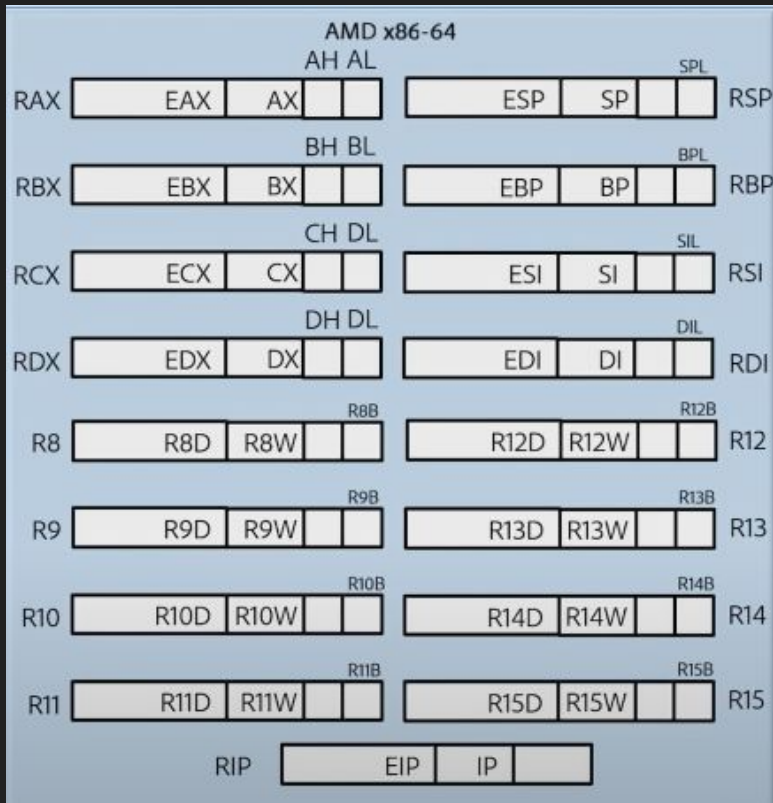 AMD x86-64
AH AL SPL
RAX EAX AX ESP SP RSP
BH BL BPL
RBX EBX BX EBP BP RBP
CH DL SIL
RCX ECX CX ESI SI RSI
DH DL DIL
RDX EDX DX EDI DI RDI
R8B R12B
R8 R8D R8W R12D R12W R12
R9B R13B
R9 R9D R9W R13D R13W R13
R10B R14B
R10 R10D R10W R14D R14W R14
R11B R15B
R11 R11D R11W R15D R15W R15
RIP EIP IP